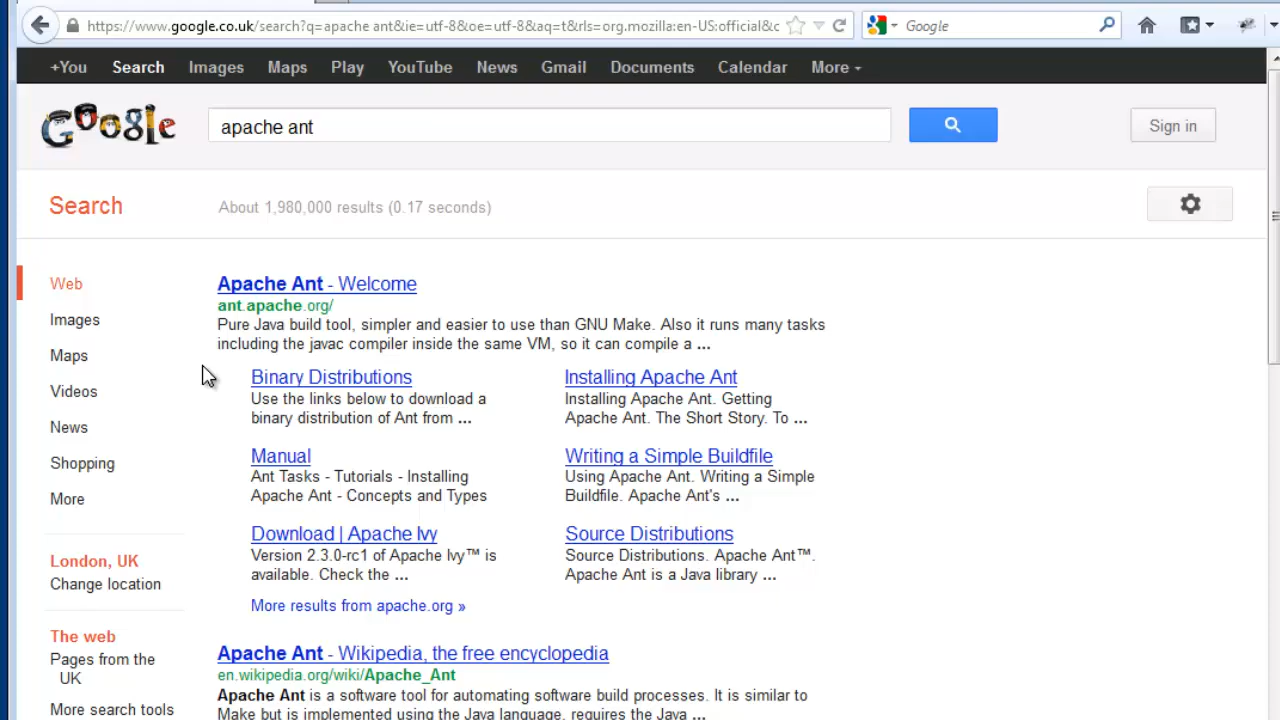 https://www.google.co.uk/search?q=apache ant&ie=utf-8&oe=utf-8&aq=t&rls=org.mozilla:en-US:official&c
Google
+You Search Images Maps Play YouTube News Gmail Documents Calendar More
Google
apache ant
Sign in
Search
About 1,980,000 results (0.17 seconds)
Web
Images
Maps
Videos
News
Shopping
More
London, UK
Change location
The web
Pages from the
UK
More search tools
Apache Ant - Welcome
ant.apache.org/
Pure Java build tool, simpler and easier to use than GNU Make. Also it runs many tasks
including the javac compiler inside the same VM, so it can compile a ...
Binary Distributions
Use the links below to download a
binary distribution of Ant from ...
Installing Apache Ant
Installing Apache Ant. Getting
Apache Ant. The Short Story. To ...
Manual
Ant Tasks - Tutorials - Installing
Apache Ant - Concepts and Types
Writing a Simple Buildfile
Using Apache Ant. Writing a Simple
Buildfile. Apache Ant's ...
Download | Apache Ivy
Version 2.3.0-rc1 of Apache Ivy™ is
available. Check the ...
Source Distributions
Source Distributions. Apache Ant™.
Apache Ant is a Java library ...
More results from apache.org »
Apache Ant - Wikipedia, the free encyclopedia
en.wikipedia.org/wiki/Apache_Ant
Apache Ant is a software tool for automating software build processes. It is similar to
Make but is implemented using the Java language, requires the Java ...